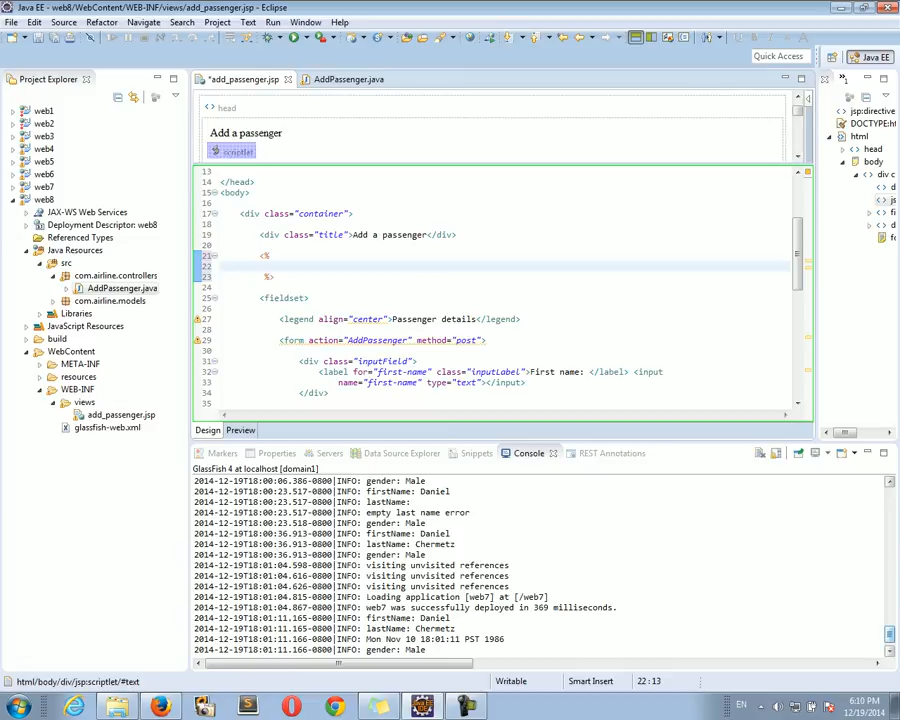 Java EE - web8/WebContent/WEB-INF/views/add_passenger.jsp - Eclipse
File Edit Source Refactor Navigate Search Project Text Run Window Help
Quick Access
Java EE
Project Explorer
*add_passenger.jsp
AddPassenger.java
web1
web2
web3
web4
web5
web6
web7
web8
JAX-WS Web Services
Deployment Descriptor: web8
Referenced Types
Java Resources
src
com.airline.controllers
AddPassenger.java
com.airline.models
Libraries
JavaScript Resources
build
WebContent
META-INF
resources
WEB-INF
views
add_passenger.jsp
glassfish-web.xml
head
Add a passenger
scriptlet
13
14 </head>
15 <body>
16
17 <div class="container">
18
19 <div class="title">Add a passenger</div>
20
21 <%
22
23 %>
24
25 <fieldset>
26
27 <legend align="center">Passenger details</legend>
28
29 <form action="AddPassenger" method="post">
30
31 <div class="inputField">
32 <label for="first-name" class="inputLabel">First name: </label> <input
33 name="first-name" type="text"></input>
34 </div>
35
Design Preview
jsp:directive
DOCTYPE:ht
html
head
body
div c
d
js
fi
fo
Markers Properties Servers Data Source Explorer Snippets Console REST Annotations
GlassFish 4 at localhost [domain1]
2014-12-19T18:00:06.386-0800|INFO: gender: Male
2014-12-19T18:00:23.517-0800|INFO: firstName: Daniel
2014-12-19T18:00:23.517-0800|INFO: lastName:
2014-12-19T18:00:23.517-0800|INFO: empty last name error
2014-12-19T18:00:23.518-0800|INFO: gender: Male
2014-12-19T18:00:36.913-0800|INFO: firstName: Daniel
2014-12-19T18:00:36.913-0800|INFO: lastName: Chermetz
2014-12-19T18:00:36.913-0800|INFO: gender: Male
2014-12-19T18:01:04.598-0800|INFO: visiting unvisited references
2014-12-19T18:01:04.616-0800|INFO: visiting unvisited references
2014-12-19T18:01:04.626-0800|INFO: visiting unvisited references
2014-12-19T18:01:04.815-0800|INFO: Loading application [web7] at [/web7]
2014-12-19T18:01:04.867-0800|INFO: web7 was successfully deployed in 369 milliseconds.
2014-12-19T18:01:11.165-0800|INFO: firstName: Daniel
2014-12-19T18:01:11.166-0800|INFO: lastName: Chermetz
2014-12-19T18:01:11.166-0800|INFO: Mon Nov 10 18:01:11 PST 1986
2014-12-19T18:01:11.166-0800|INFO: gender: Male
html/body/div/jsp:scriptlet/#text
Writable
Smart Insert
22 : 13
EN
6:10 PM
12/19/2014